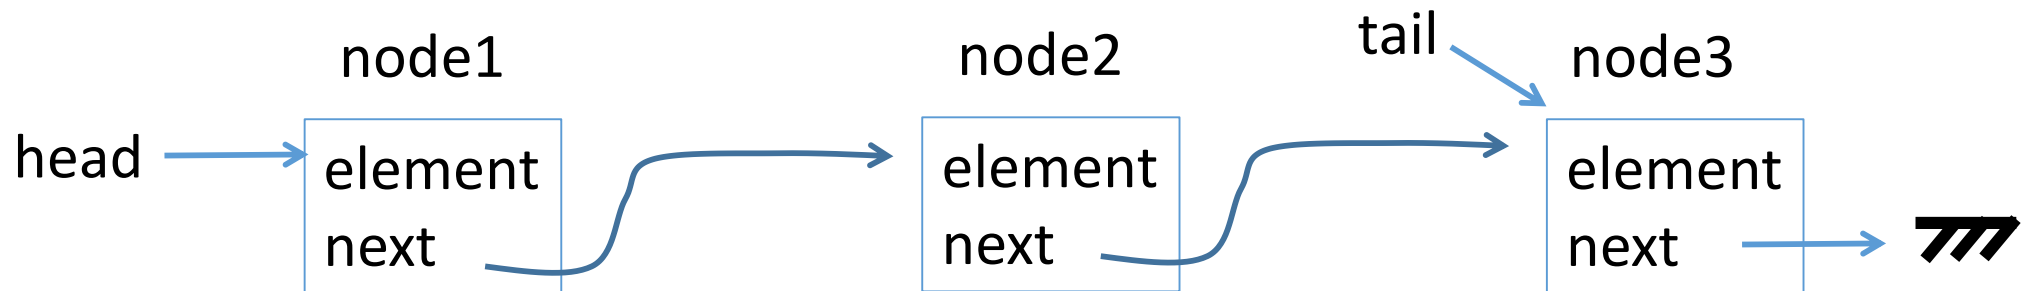 head
node1
element
next
node2
element
next
tail
node3
element
next